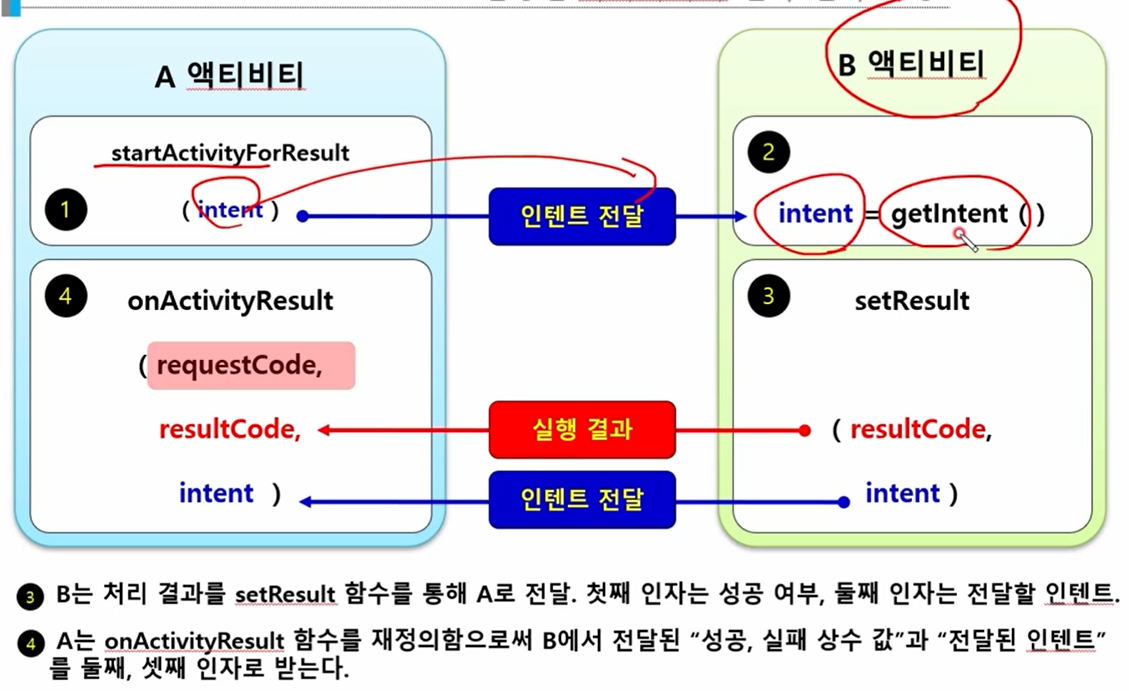 A 액티비티
B 액티비티
startActivityForResult
1
( intent )
인텐트 전달
2
intent = getIntent ( )
4
onActivityResult
( requestCode,
resultCode,
intent )
실행 결과
인텐트 전달
3
setResult
( resultCode,
intent )
3 B는 처리 결과를 setResult 함수를 통해 A로 전달. 첫째 인자는 성공 여부, 둘째 인자는 전달할 인텐트.
4 A는 onActivityResult 함수를 재정의함으로써 B에서 전달된 “성공, 실패 상수 값”과 “전달된 인텐트”
를 둘째, 셋째 인자로 받는다.